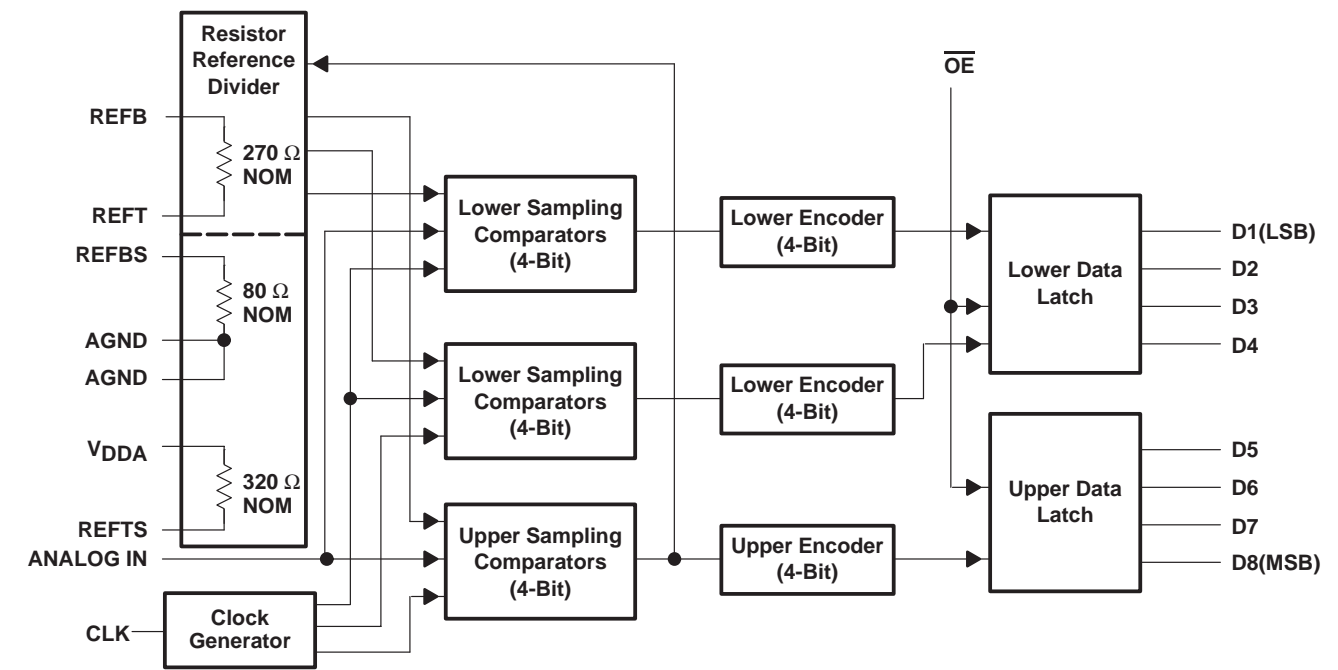 Resistor
Reference
Divider
OE
REFB
270 Ω
NOM
REFT
REFBS
80 Ω
NOM
AGND
AGND
VDDA
320 Ω
NOM
REFTS
ANALOG IN
CLK
Clock
Generator
Lower Sampling
Comparators
(4-Bit)
Lower Encoder
(4-Bit)
Lower Data
Latch
D1(LSB)
D2
D3
D4
Lower Sampling
Comparators
(4-Bit)
Lower Encoder
(4-Bit)
Upper Sampling
Comparators
(4-Bit)
Upper Encoder
(4-Bit)
Upper Data
Latch
D5
D6
D7
D8(MSB)